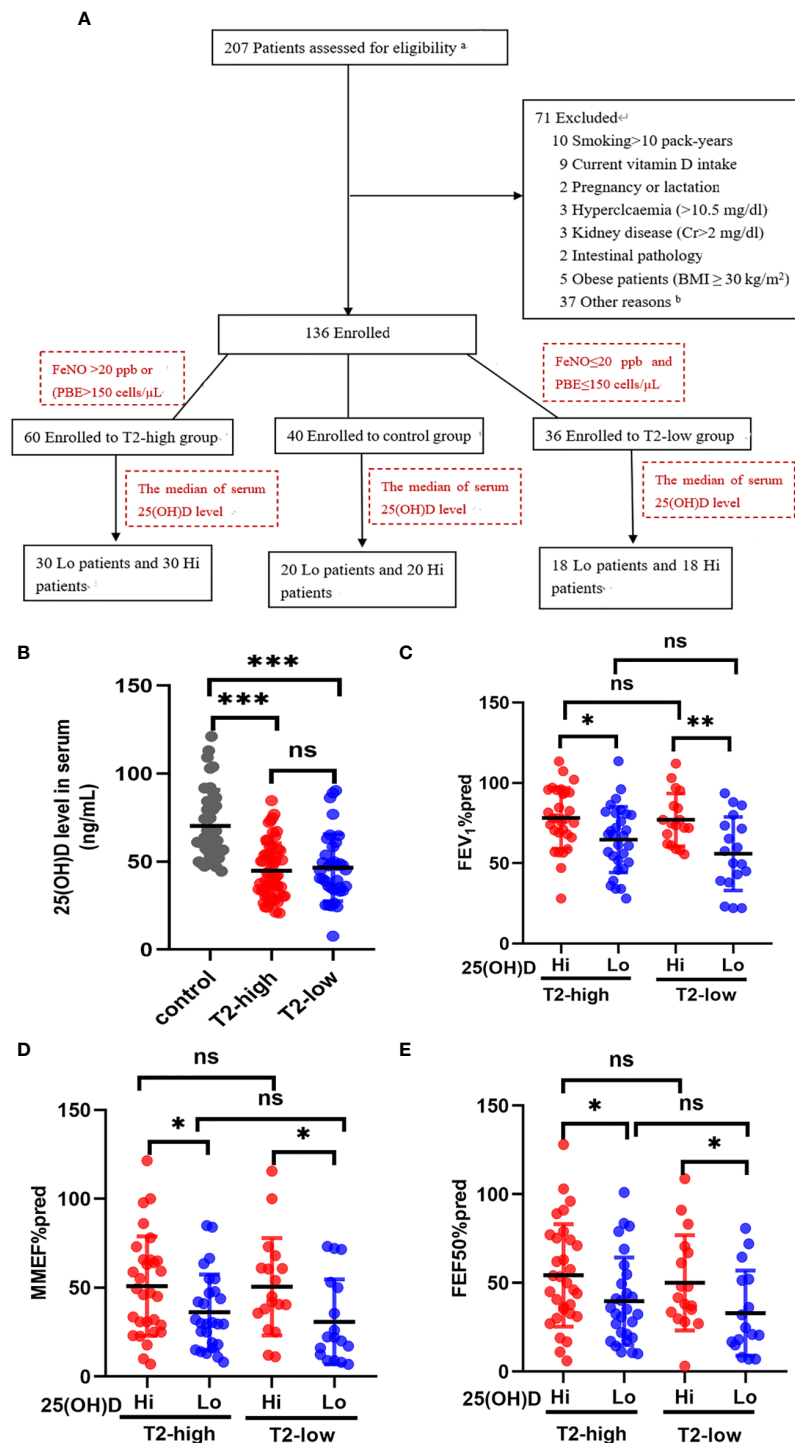 A
207 Patients assessed for eligibility a
71 Excluded↵
10 Smoking>10 pack-years
9 Current vitamin D intake
2 Pregnancy or lactation
3 Hyperclcaemia (>10.5 mg/dl)
3 Kidney disease (Cr>2 mg/dl)
2 Intestinal pathology
5 Obese patients (BMI ≥ 30 kg/m²)
37 Other reasons b
136 Enrolled
FeNO >20 ppb or
(PBE>150 cells/μL
FeNO≤20 ppb and
PBE≤150 cells/μL
60 Enrolled to T2-high group
40 Enrolled to control group
36 Enrolled to T2-low group
The median of serum
25(OH)D level
The median of serum
25(OH)D level
The median of serum
25(OH)D level
30 Lo patients and 30 Hi
patients
20 Lo patients and 20 Hi
patients
18 Lo patients and 18 Hi
patients
B
25(OH)D level in serum
(ng/mL)
150
100
50
0
***
***
ns
control
T2-high
T2-low
C
FEV₁%pred
150
100
50
0
ns
ns
*
**
25(OH)D Hi Lo Hi Lo
T2-high T2-low
D
MMEF%pred
150
100
50
0
ns
ns
*
*
25(OH)D Hi Lo Hi Lo
T2-high T2-low
E
FEF50%pred
150
100
50
0
ns
ns
*
*
25(OH)D Hi Lo Hi Lo
T2-high T2-low